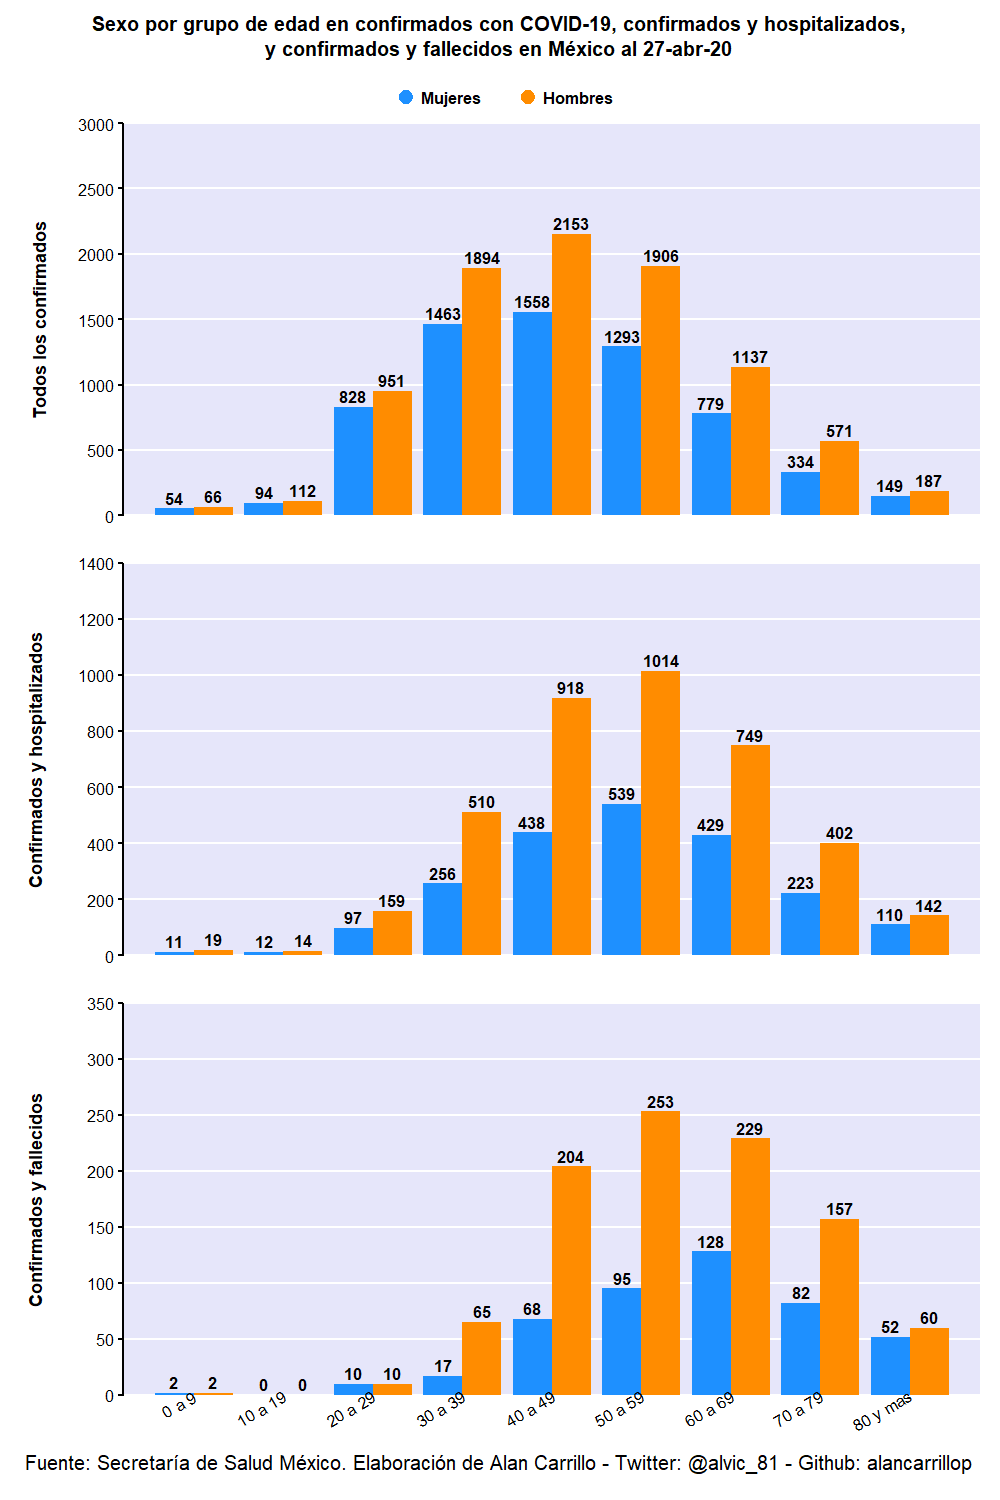 Sexo por grupo de edad en confirmados con COVID-19, confirmados y hospitalizados,
y confirmados y fallecidos en México al 27-abr-20
Mujeres Hombres
Todos los confirmados
3000
2500
2000
1500
1000
500
0
54 66 94 112 828 951 1463 1894 1558 2153 1293 1906 779 1137 334 571 149 187
Confirmados y hospitalizados
1400
1200
1000
800
600
400
200
0
11 19 12 14 97 159 256 510 438 918 539 1014 429 749 223 402 110 142
Confirmados y fallecidos
350
300
250
200
150
100
50
0
2 2 0 0 10 10 17 65 68 204 95 253 128 229 82 157 52 60
0 a 9 10 a 19 20 a 29 30 a 39 40 a 49 50 a 59 60 a 69 70 a 79 80 y mas
Fuente: Secretaría de Salud México. Elaboración de Alan Carrillo - Twitter: @alvic_81 - Github: alancarrillop